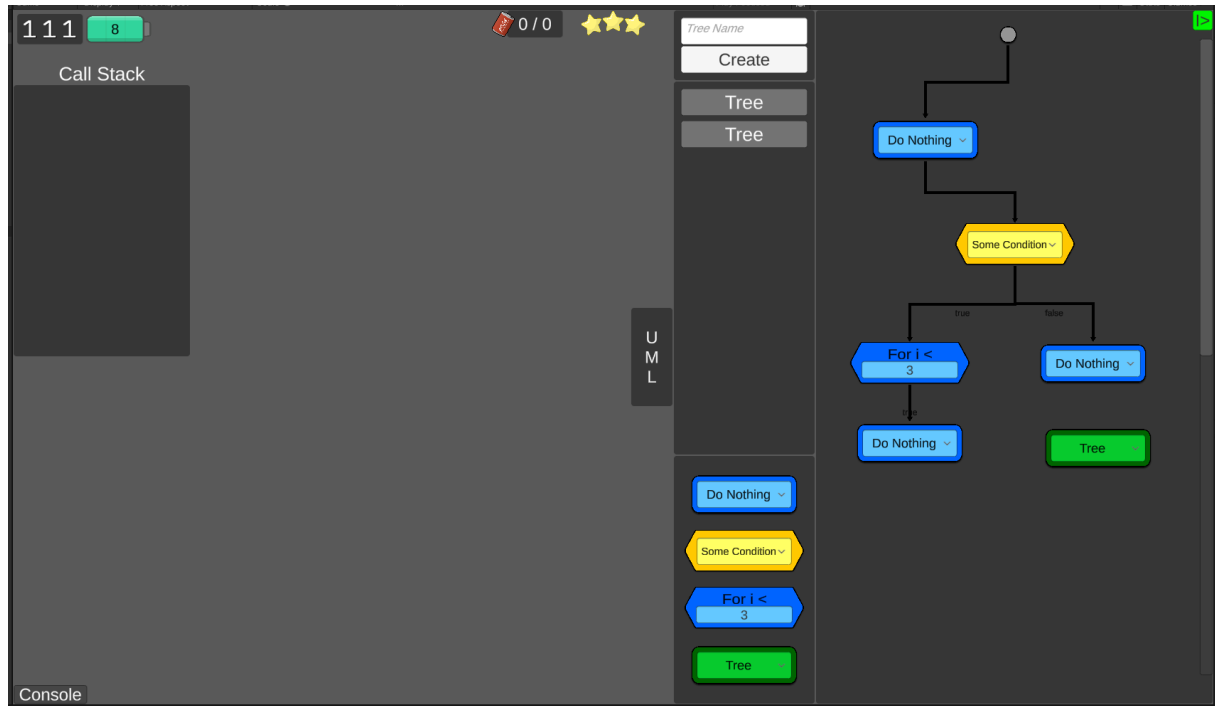 111
8
0 / 0
Call Stack
U
M
L
Console
Tree Name
Create
Tree
Tree
Do Nothing
Some Condition
For i <
3
Tree
|>
Do Nothing
Some Condition
true
false
For i <
3
Do Nothing
true
Do Nothing
Tree